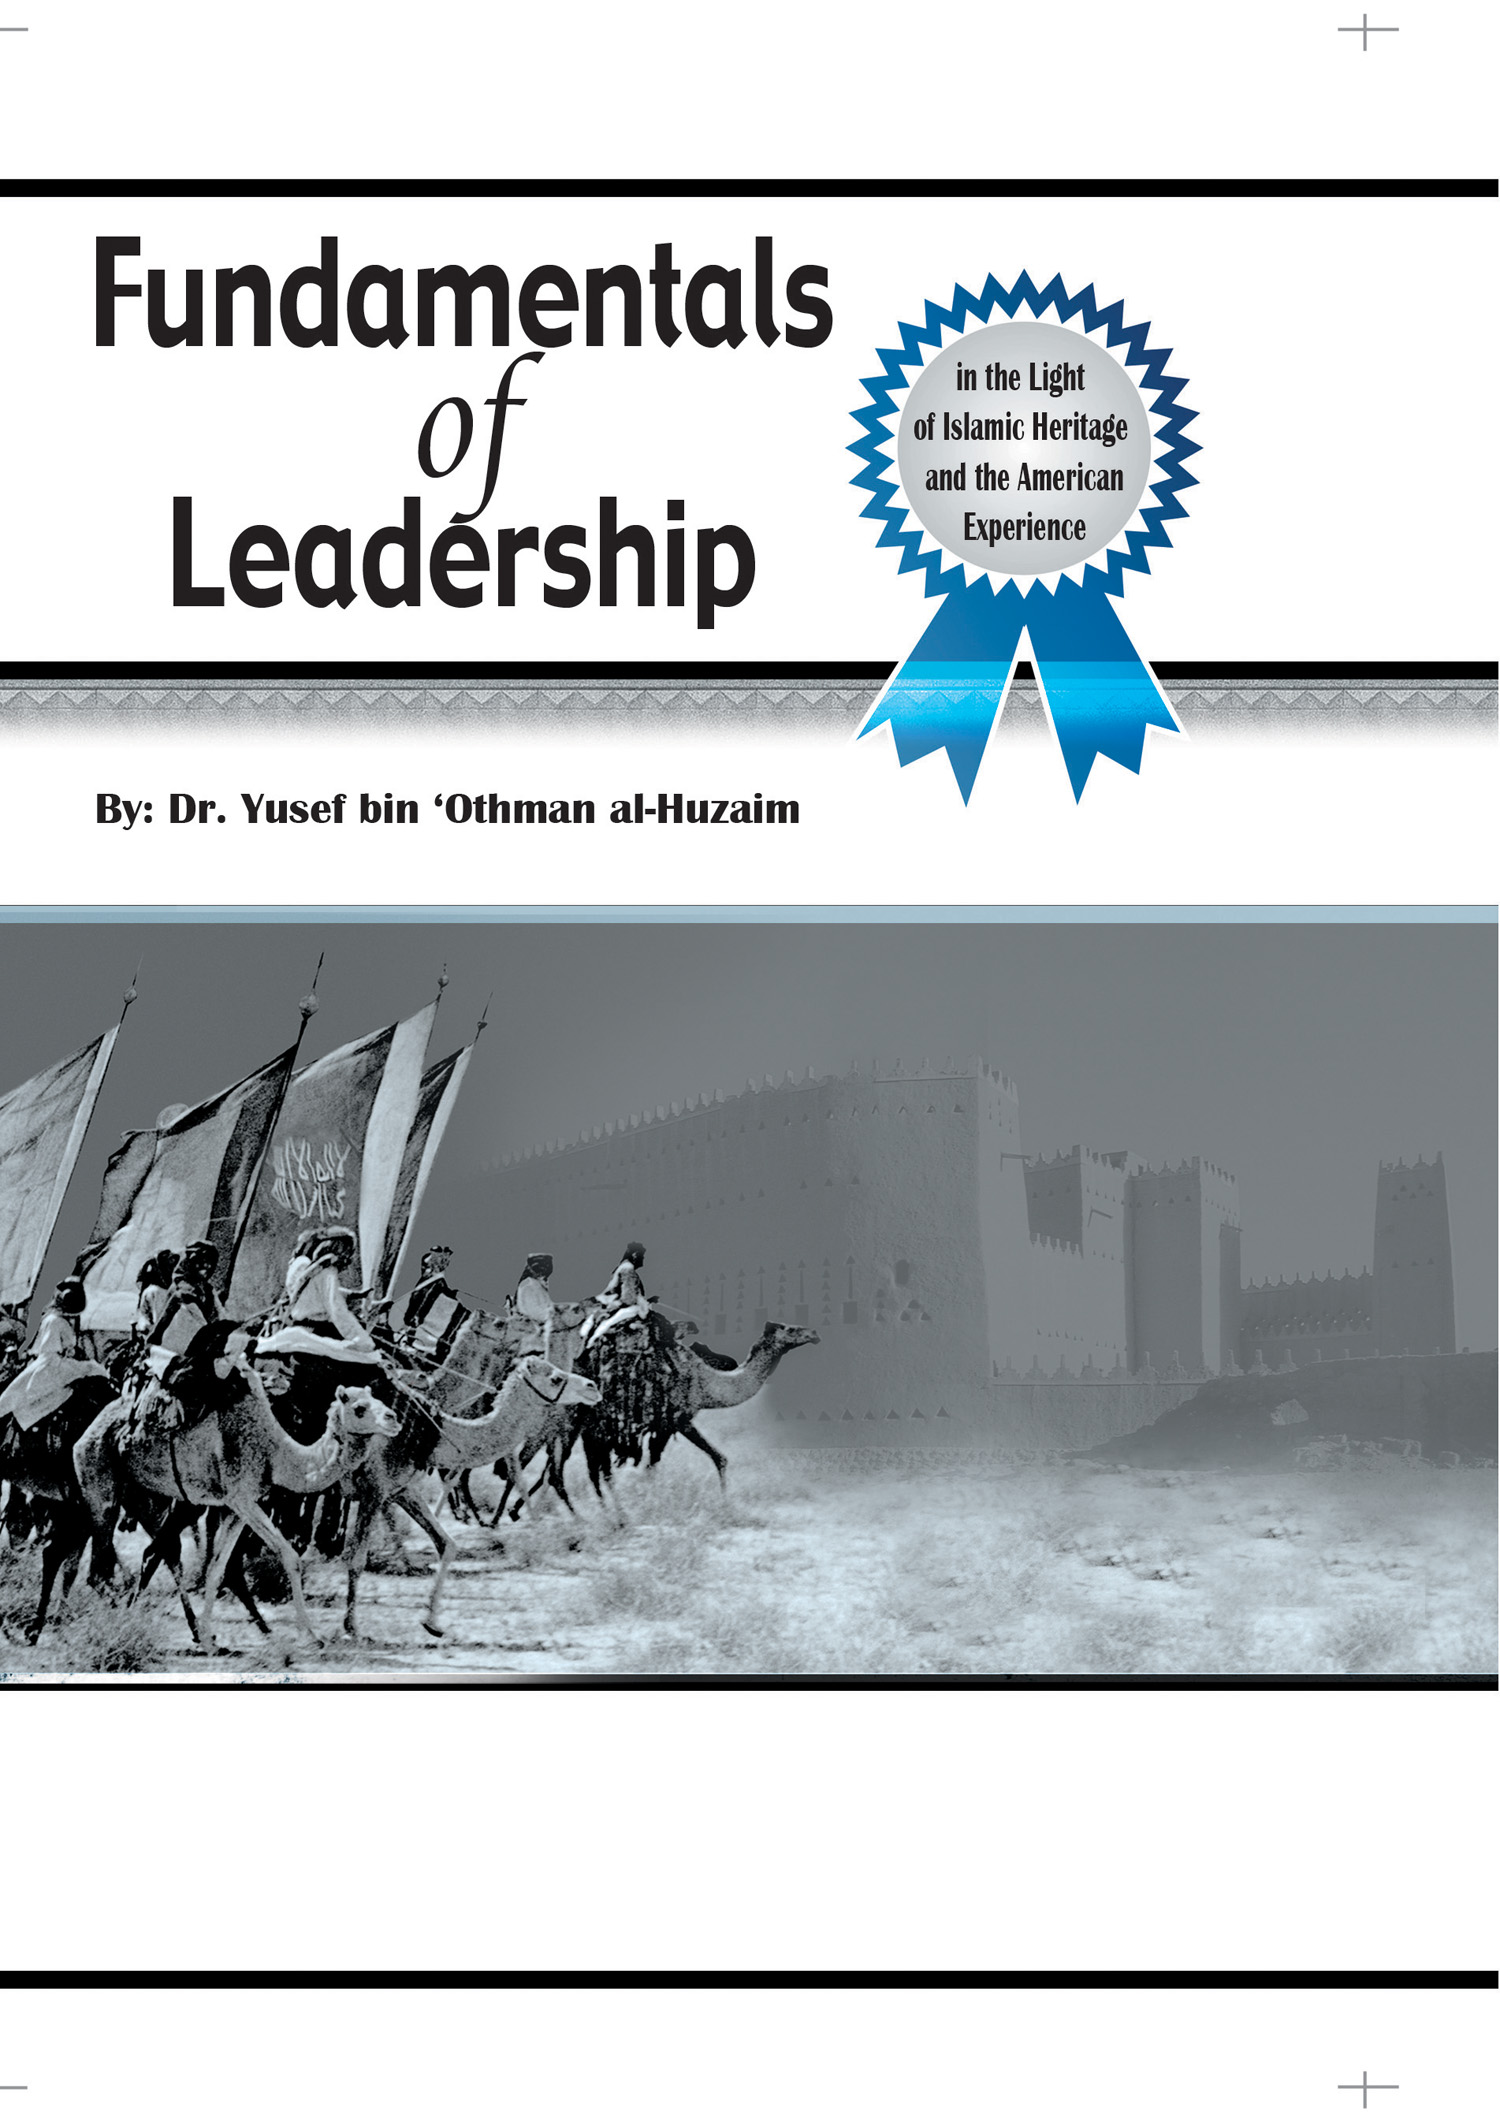 Fundamentals
of
Leadership
in the Light
of Islamic Heritage
and the American
Experience
By: Dr. Yusef bin ‘Othman al-Huzaim